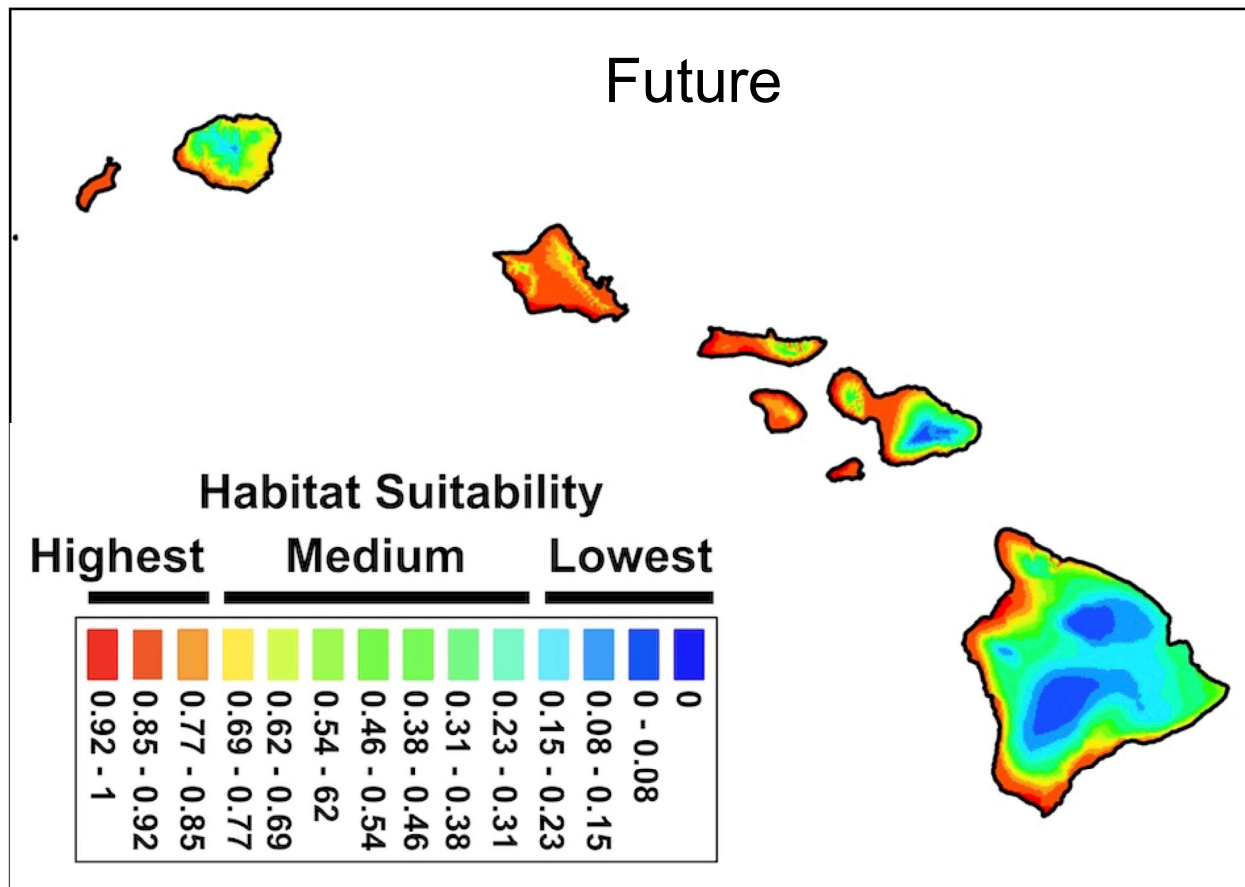 Future
Habitat Suitability
Highest Medium Lowest
0.92 - 1
0.85 - 0.92
0.77 - 0.85
0.69 - 0.77
0.62 - 0.69
0.54 - 62
0.46 - 0.54
0.38 - 0.46
0.31 - 0.38
0.23 - 0.31
0.15 - 0.23
0.08 - 0.15
0 - 0.08
0